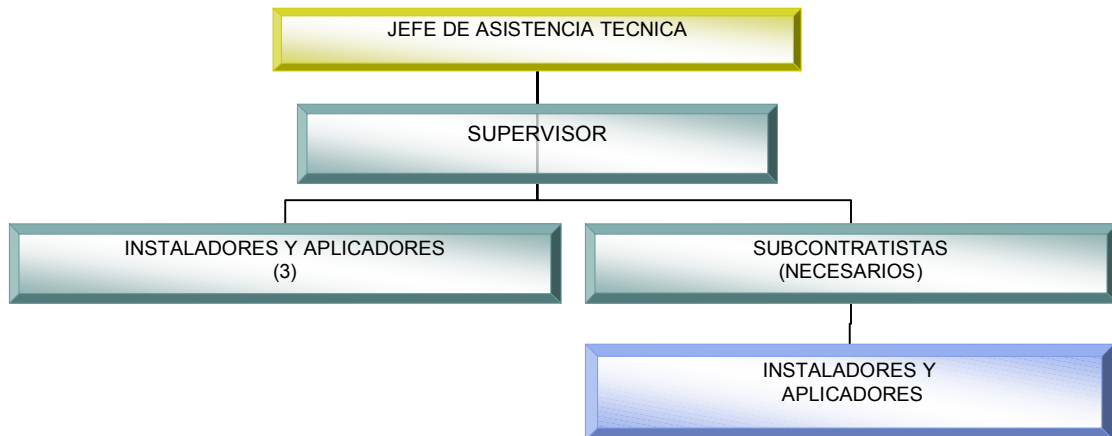 JEFE DE ASISTENCIA TECNICA
SUPERVISOR
INSTALADORES Y APLICADORES
(3)
SUBCONTRATISTAS
(NECESARIOS)
INSTALADORES Y
APLICADORES